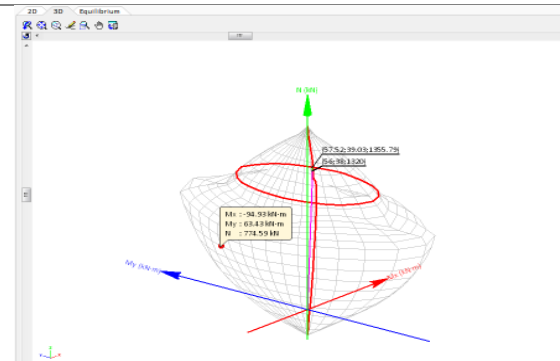 2D 3D Equilibrium
N (kN)
(57.52;39.03;1355.79)
(56;38;1320)
Mx : -94.93 kN·m
My : 63.43 kN·m
N : 774.59 kN
My (kN·m)
Mx (kN·m)